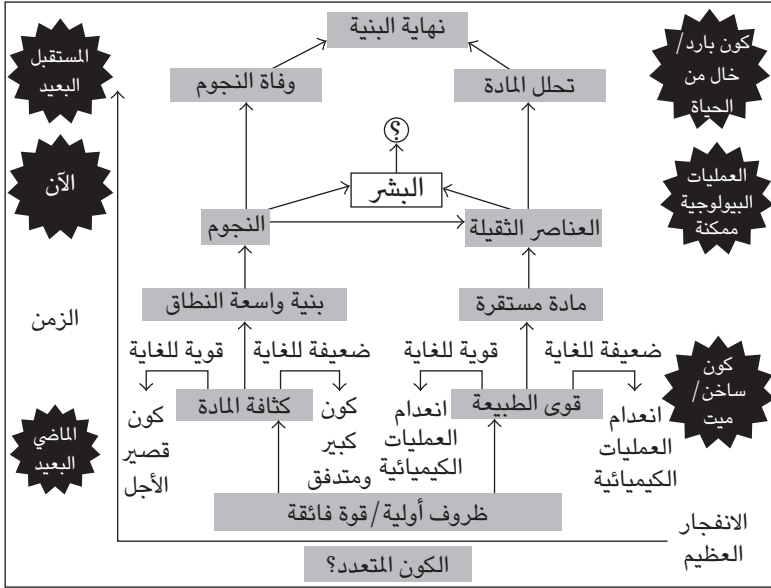 نهاية البنية
كون بارد/
خال من
الحياة
تحلل المادة
وفاة النجوم
المستقبل
البعيد
؟
العمليات
البيولوجية
ممكنة
البشر
الآن
العناصر الثقيلة
النجوم
مادة مستقرة
بنية واسعة النطاق
الزمن
ضعيفة للغاية
قوية للغاية
ضعيفة للغاية
قوية للغاية
كون
ساخن/
ميت
قوى الطبيعة
كثافة المادة
انعدام
العمليات
الكيميائية
انعدام
العمليات
الكيميائية
كون
كبير
ومتدفق
كون
قصير
الأجل
الماضي
البعيد
ظروف أولية/قوة فائقة
الانفجار
العظيم
الكون المتعدد؟